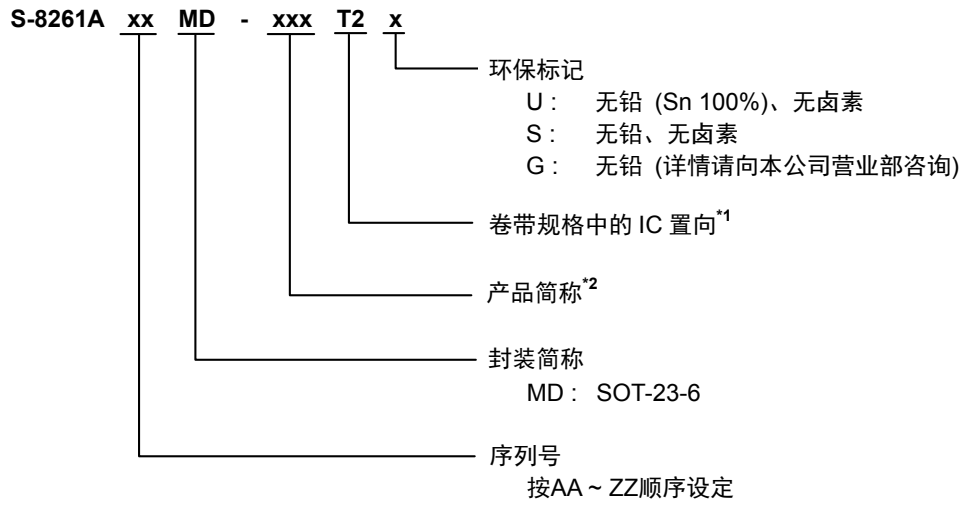 S-8261A xx MD - xxx T2 x
环保标记
U : 无铅 (Sn 100%)、无卤素
S : 无铅、无卤素
G : 无铅 (详情请向本公司营业部咨询)
卷带规格中的 IC 置向*1
产品简称*2
封装简称
MD : SOT-23-6
序列号
按AA ~ ZZ顺序设定